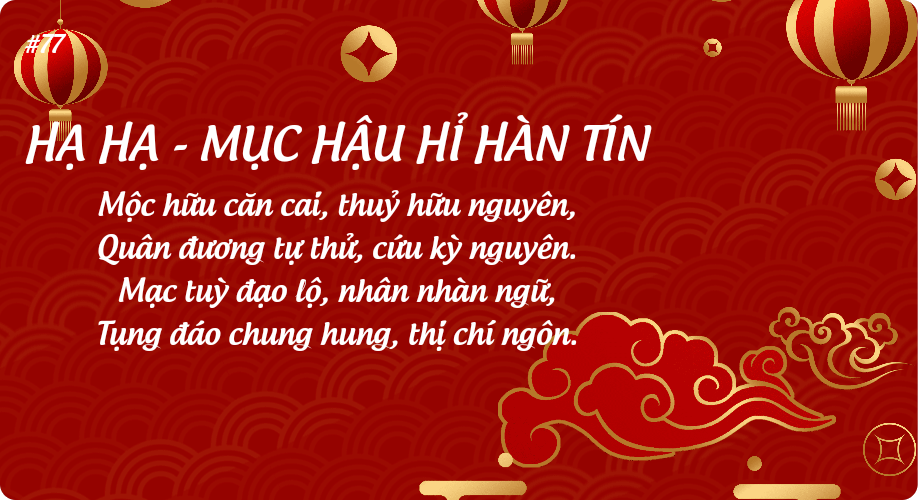 #77
HẠ HẠ - MỤC HẬU HỈ HÀN TÍN
Mộc hữu căn cai, thuỷ hữu nguyên,
Quân đương tự thử, cứu kỳ nguyên.
Mạc tuỳ đạo lộ, nhân nhàn ngữ,
Tụng đáo chung hung, thị chí ngôn.